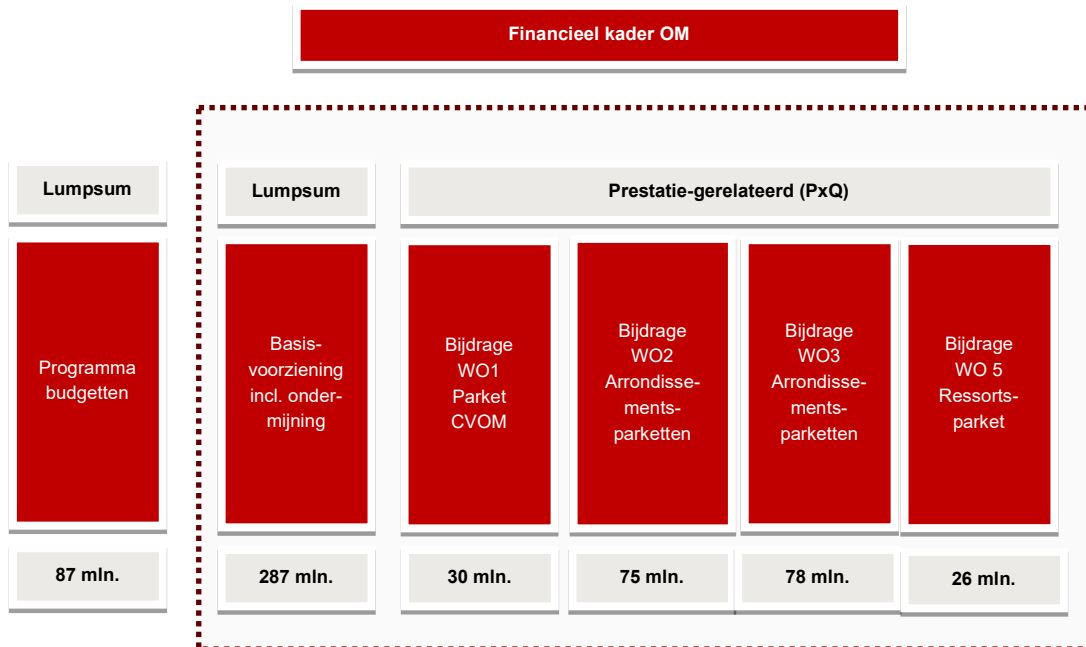 Financieel kader OM
Lumpsum
Lumpsum
Prestatie-gerelateerd (PxQ)
Programma
budgetten
Basis-
voorziening
incl. onder-
mijning
Bijdrage
WO1
Parket
CVOM
Bijdrage
WO2
Arrondisse-
ments-
parketten
Bijdrage
WO3
Arrondisse-
ments-
parketten
Bijdrage
WO 5
Ressorts-
parket
87 mln.
287 mln.
30 mln.
75 mln.
78 mln.
26 mln.